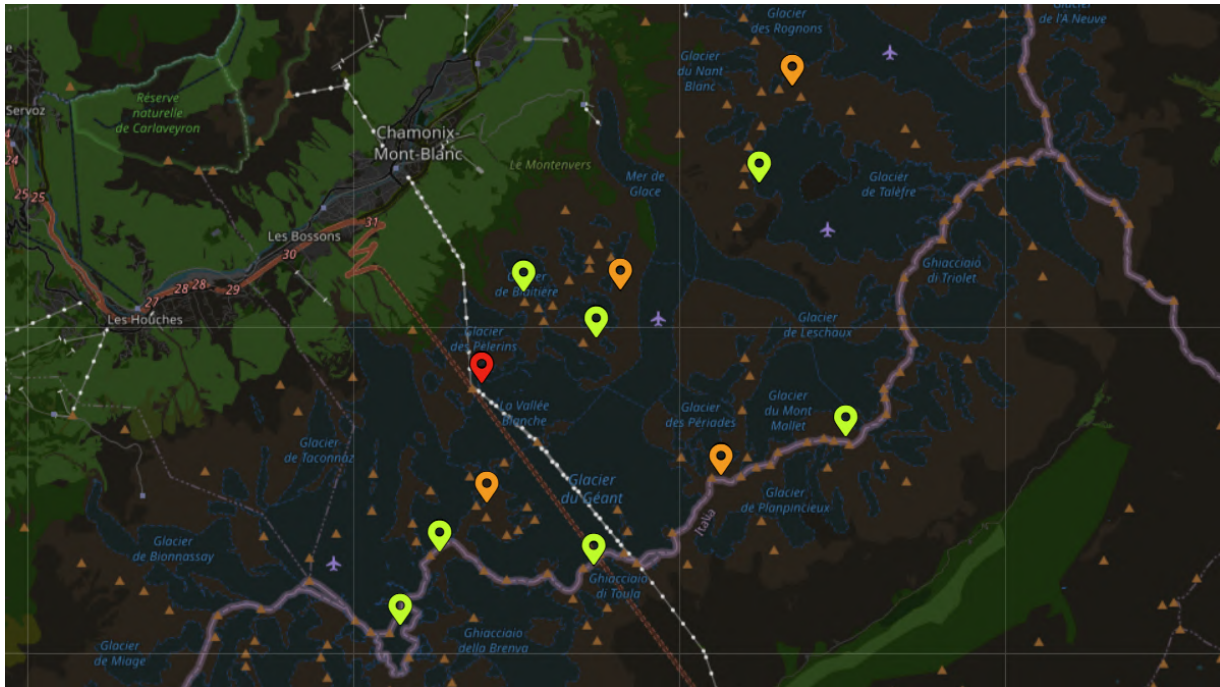 Glacier
des Rognons
Glacier
de l'A Neuve
Glacier
du Nant
Blanc
Réserve
naturelle
de Carlaveyron
Servoz
Chamonix-
Mont-Blanc
Le Montenvers
Mer de
Glace
Glacier
de Talèfre
24
25
25
31
Les Bossons
30
29
28
28
27
Les Houches
Ghiacciaio
di Triolet
de Blaitière
Glacier
de Leschaux
Glacier
des Pèlerins
La Vallée
Blanche
Glacier
des Périades
Glacier
du Mont
Mallet
Glacier
de Taconnaz
Glacier
du Géant
Glacier
de Planpincieux
Italia
Glacier
de Bionnassay
Ghiacciaio
di Toula
Glacier
de Miage
Ghiacciaio
della Brenva